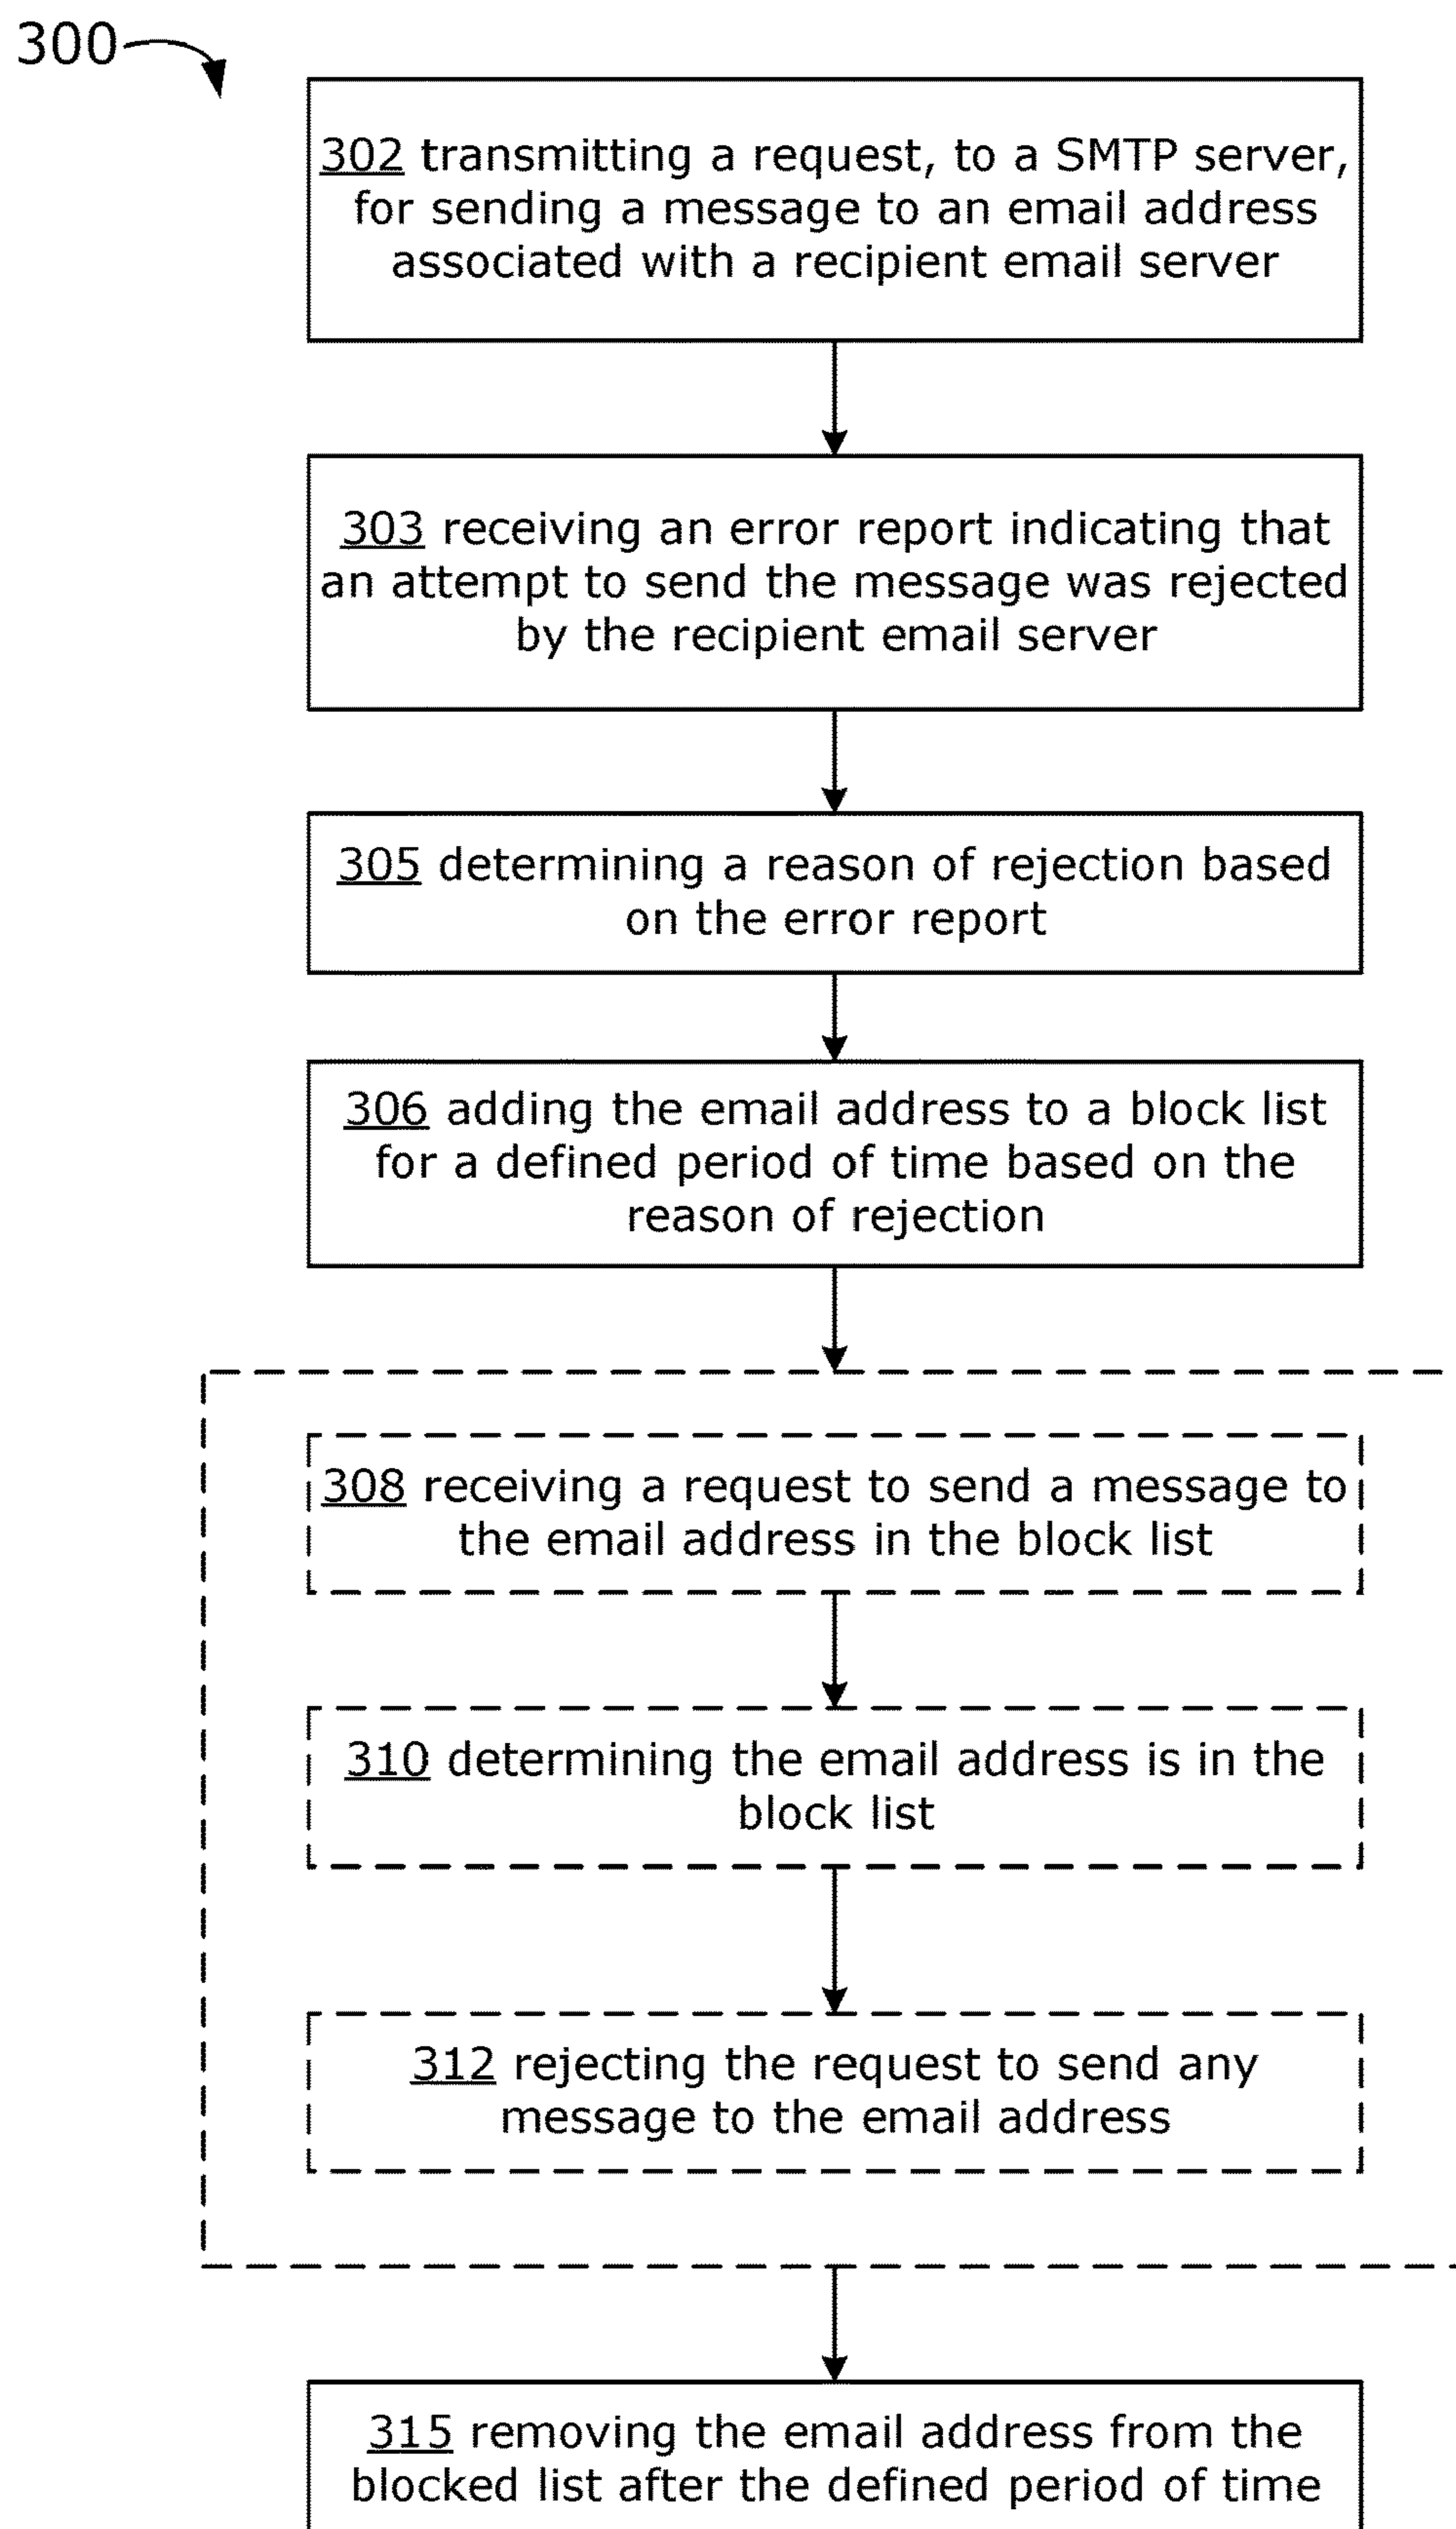 300
302 transmitting a request, to a SMTP server,
for sending a message to an email address
associated with a recipient email server
303 receiving an error report indicating that
an attempt to send the message was rejected
by the recipient email server
305 determining a reason of rejection based
on the error report
306 adding the email address to a block list
for a defined period of time based on the
reason of rejection
308 receiving a request to send a message to
the email address in the block list
310 determining the email address is in the
block list
312 rejecting the request to send any
message to the email address
315 removing the email address from the
blocked list after the defined period of time